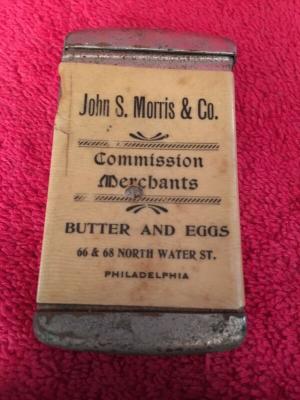 John S. Morris & Co.
Commission
Merchants
BUTTER AND EGGS
66 & 68 NORTH WATER ST.
PHILADELPHIA